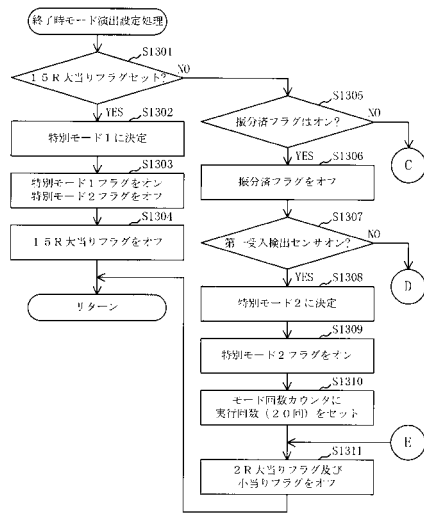 終了時モード演出設定処理
S1301
15R大当りフラグセット?
NO
YES
S1302
特別モード1に決定
S1303
特別モード1フラグをオン
特別モード2フラグをオフ
S1304
15R大当りフラグをオフ
リターン
S1305
振分済フラグはオン?
NO
C
YES
S1306
振分済フラグをオフ
S1307
第一受入検出センサオン?
NO
D
YES
S1308
特別モード2に決定
S1309
特別モード2フラグをオン
S1310
モード回数カウンタに
実行回数(20回)をセット
E
S1311
2R大当りフラグ及び
小当りフラグをオフ